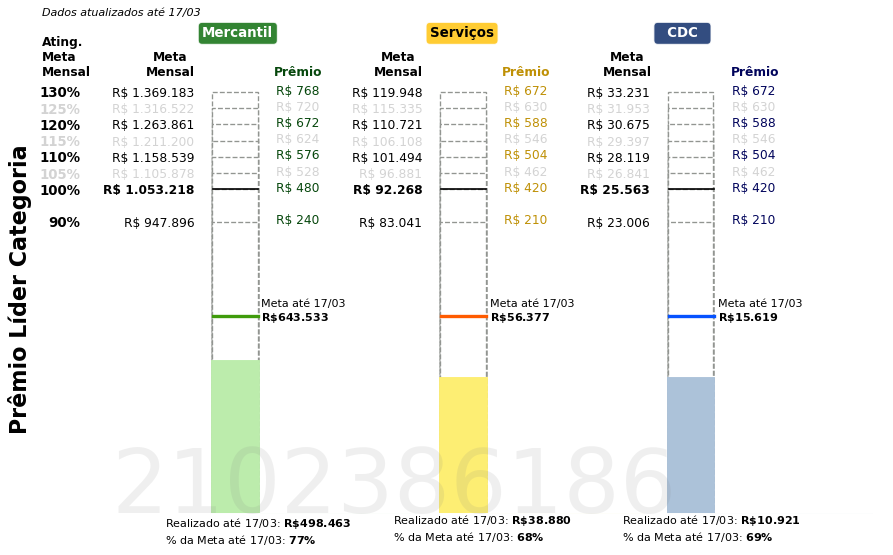 Dados atualizados até 17/03
Mercantil Serviços CDC
Ating. Meta Mensal
Meta Mensal Prêmio Meta Mensal Prêmio Meta Mensal Prêmio
130% R$ 1.369.183 R$ 768 R$ 119.948 R$ 672 R$ 33.231 R$ 672
125% R$ 1.316.522 R$ 720 R$ 115.335 R$ 630 R$ 31.953 R$ 630
120% R$ 1.263.861 R$ 672 R$ 110.721 R$ 588 R$ 30.675 R$ 588
115% R$ 1.211.200 R$ 624 R$ 106.108 R$ 546 R$ 29.397 R$ 546
110% R$ 1.158.539 R$ 576 R$ 101.494 R$ 504 R$ 28.119 R$ 504
105% R$ 1.105.878 R$ 528 R$ 96.881 R$ 462 R$ 26.841 R$ 462
100% R$ 1.053.218 R$ 480 R$ 92.268 R$ 420 R$ 25.563 R$ 420
90% R$ 947.896 R$ 240 R$ 83.041 R$ 210 R$ 23.006 R$ 210
Prêmio Líder Categoria
Meta até 17/03 Meta até 17/03 Meta até 17/03
R$643.533 R$56.377 R$15.619
2102386186
Realizado até 17/03: R$498.463 Realizado até 17/03: R$38.880 Realizado até 17/03: R$10.921
% da Meta até 17/03: 77% % da Meta até 17/03: 68% % da Meta até 17/03: 69%